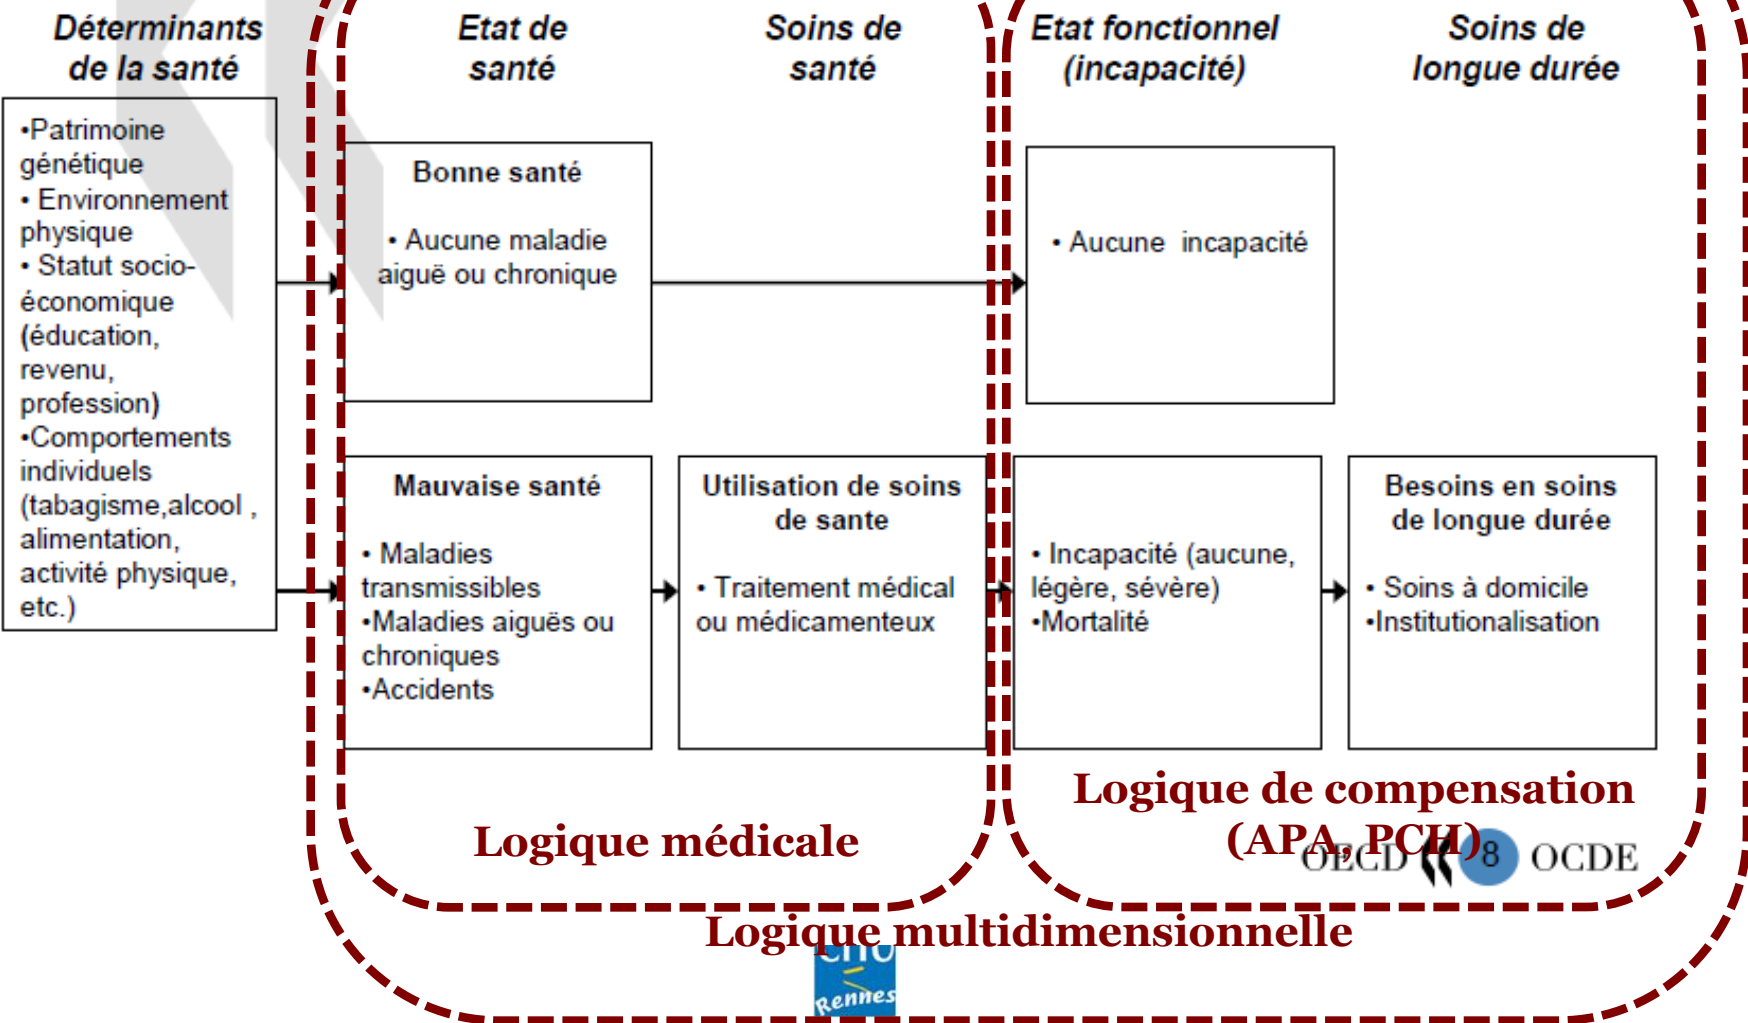 Déterminants
de la santé
Etat de
santé
Soins de
santé
Etat fonctionnel
(incapacité)
Soins de
longue durée
•Patrimoine
génétique
• Environnement
physique
• Statut socio-
économique
(éducation,
revenu,
profession)
•Comportements
individuels
(tabagisme,alcool ,
alimentation,
activité physique,
etc.)
Bonne santé
• Aucune maladie
aiguë ou chronique
• Aucune incapacité
Mauvaise santé
• Maladies
transmissibles
•Maladies aiguës ou
chroniques
•Accidents
Utilisation de soins
de sante
• Traitement médical
ou médicamenteux
• Incapacité (aucune,
légère, sévère)
•Mortalité
Besoins en soins
de longue durée
• Soins à domicile
•Institutionalisation
Logique médicale
Logique de compensation
(APA, PCH)
OECD 8 OCDE
Logique multidimensionnelle
CHU
Rennes